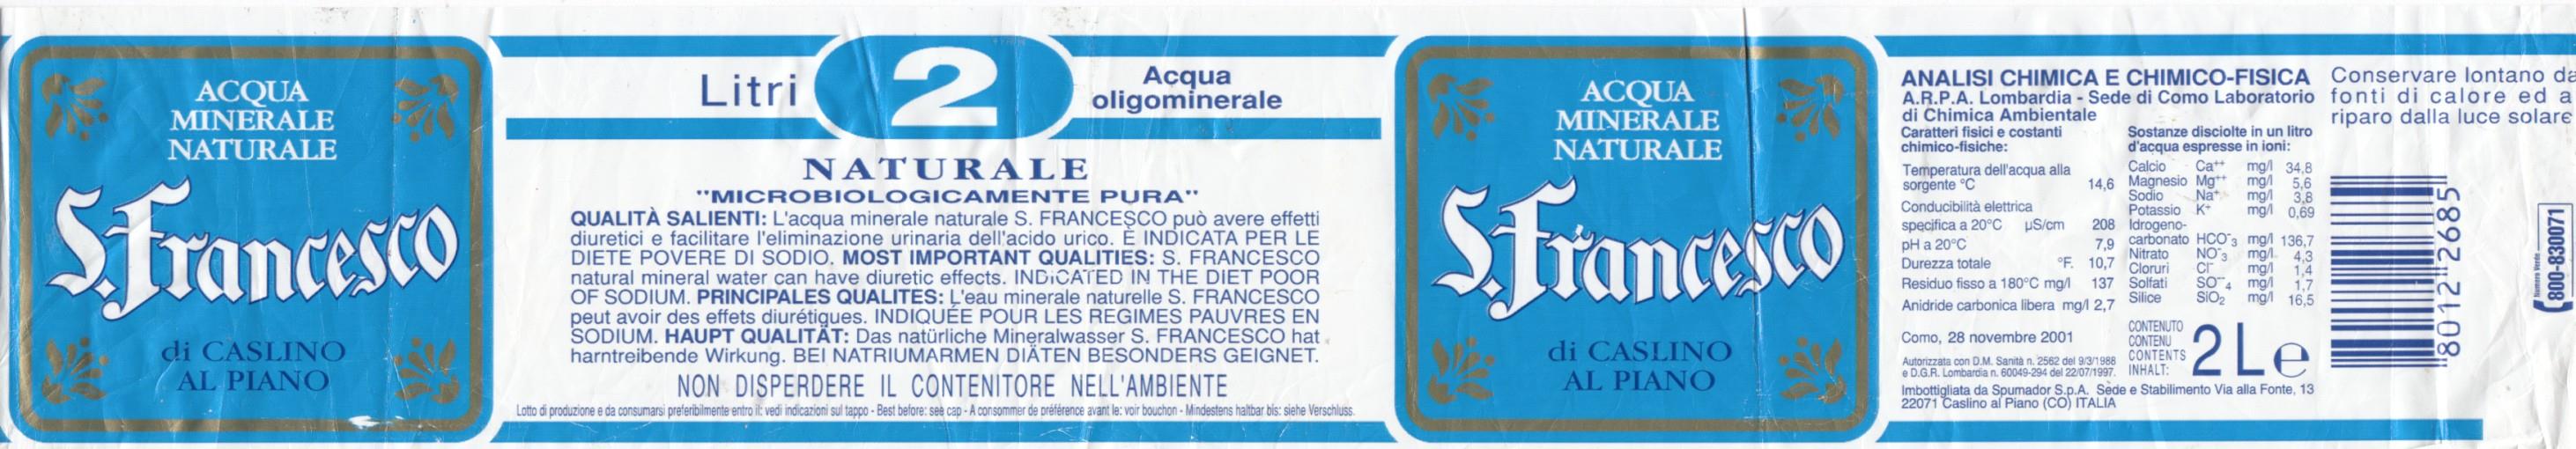 ACQUA
MINERALE
NATURALE
S.Francesco
di CASLINO
AL PIANO
Litri 2 Acqua
oligominerale
NATURALE
"MICROBIOLOGICAMENTE PURA"
QUALITÀ SALIENTI: L'acqua minerale naturale S. FRANCESCO può avere effetti
diuretici e facilitare l'eliminazione urinaria dell'acido urico. È INDICATA PER LE
DIETE POVERE DI SODIO. MOST IMPORTANT QUALITIES: S. FRANCESCO
natural mineral water can have diuretic effects. INDICATED IN THE DIET POOR
OF SODIUM. PRINCIPALES QUALITES: L'eau minerale naturelle S. FRANCESCO
peut avoir des effets diurétiques. INDIQUÉE POUR LES REGIMES PAUVRES EN
SODIUM. HAUPT QUALITÄT: Das natürliche Mineralwasser S. FRANCESCO hat
harntreibende Wirkung. BEI NATRIUMARMEN DIÄTEN BESONDERS GEIGNET.
NON DISPERDERE IL CONTENITORE NELL'AMBIENTE
Lotto di produzione e da consumarsi preferibilmente entro il: vedi indicazioni sul tappo - Best before: see cap - A consommer de préférence avant le: voir bouchon - Mindestens haltbar bis: siehe Verschluss.
ACQUA
MINERALE
NATURALE
S.Francesco
di CASLINO
AL PIANO
ANALISI CHIMICA E CHIMICO-FISICA
A.R.P.A. Lombardia - Sede di Como Laboratorio
di Chimica Ambientale
Caratteri fisici e costanti
chimico-fisiche:
Temperatura dell'acqua alla
sorgente °C 14,6
Conducibilità elettrica
specifica a 20°C µS/cm 208
pH a 20°C 7,9
Durezza totale °F. 10,7
Residuo fisso a 180°C mg/l 137
Anidride carbonica libera mg/l 2,7
Como, 28 novembre 2001
Autorizzata con D.M. Sanità n. 2562 del 9/3/1988
e D.G.R. Lombardia n. 60049-294 del 22/07/1997.
Sostanze disciolte in un litro
d'acqua espresse in ioni:
Calcio Ca++ mg/l 34,8
Magnesio Mg++ mg/l 5,6
Sodio Na+ mg/l 3,8
Potassio K+ mg/l 0,69
Idrogeno-
carbonato HCO-3 mg/l 136,7
Nitrato NO-3 mg/l 4,3
Cloruri Cl- mg/l 1,4
Solfati SO--4 mg/l 1,7
Silice SiO2 mg/l 16,5
CONTENUTO
CONTENU
CONTENTS
INHALT:
2 L e
Imbottigliata da Spumador S.p.A. Sede e Stabilimento Via alla Fonte, 13
22071 Caslino al Piano (CO) ITALIA
Conservare lontano da
fonti di calore ed a
riparo dalla luce solare
80122685
Numero Verde
800-830071